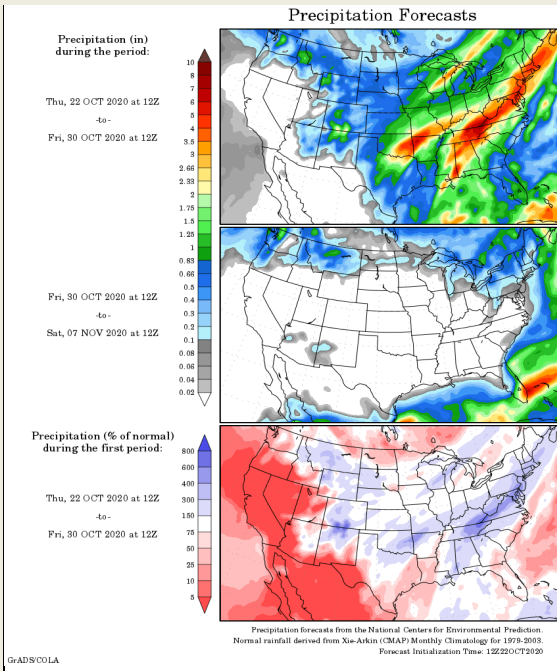 Precipitation Forecasts
Precipitation (in)
during the period:
Thu, 22 OCT 2020 at 12Z
-to-
Fri, 30 OCT 2020 at 12Z
10
8
7
6
5
4
3.5
3
2.66
2.33
2
1.75
1.5
1.25
1
0.83
0.66
0.5
0.4
0.3
0.2
0.1
0.08
0.06
0.04
0.02
Fri, 30 OCT 2020 at 12Z
-to-
Sat, 07 NOV 2020 at 12Z
Precipitation (% of normal)
during the first period:
Thu, 22 OCT 2020 at 12Z
-to-
Fri, 30 OCT 2020 at 12Z
800
600
400
300
150
75
50
25
10
5
Precipitation forecasts from the National Centers for Environmental Prediction.
Normal rainfall derived from Xie-Arkin (CMAP) Monthly Climatology for 1979-2003.
Forecast Initialization Time: 12Z22OCT2020
GrADS/COLA